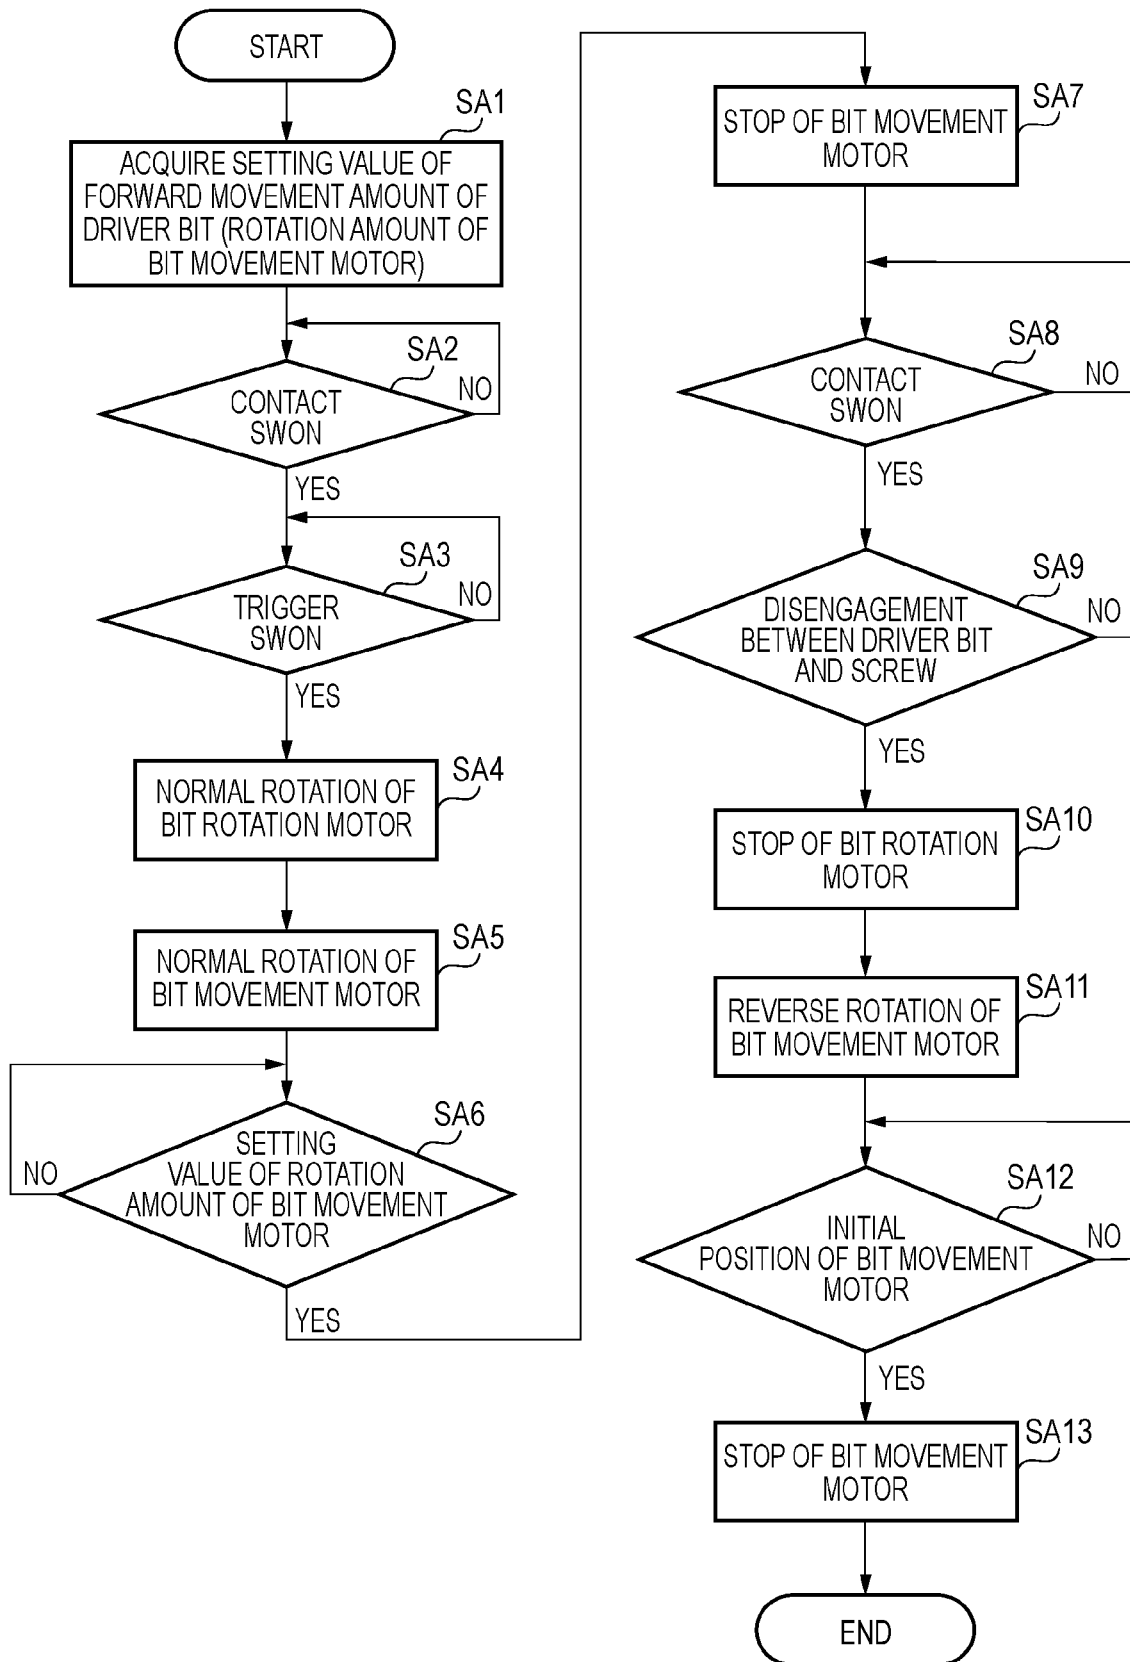 START
SA1
ACQUIRE SETTING VALUE OF
FORWARD MOVEMENT AMOUNT OF
DRIVER BIT (ROTATION AMOUNT OF
BIT MOVEMENT MOTOR)
SA2
CONTACT
SWON
NO
YES
SA3
TRIGGER
SWON
NO
YES
SA4
NORMAL ROTATION OF
BIT ROTATION MOTOR
SA5
NORMAL ROTATION OF
BIT MOVEMENT MOTOR
SA6
SETTING
VALUE OF ROTATION
AMOUNT OF BIT MOVEMENT
MOTOR
NO
YES
SA7
STOP OF BIT MOVEMENT
MOTOR
SA8
CONTACT
SWON
NO
YES
SA9
DISENGAGEMENT
BETWEEN DRIVER BIT
AND SCREW
NO
YES
SA10
STOP OF BIT ROTATION
MOTOR
SA11
REVERSE ROTATION OF
BIT MOVEMENT MOTOR
SA12
INITIAL
POSITION OF BIT MOVEMENT
MOTOR
NO
YES
SA13
STOP OF BIT MOVEMENT
MOTOR
END